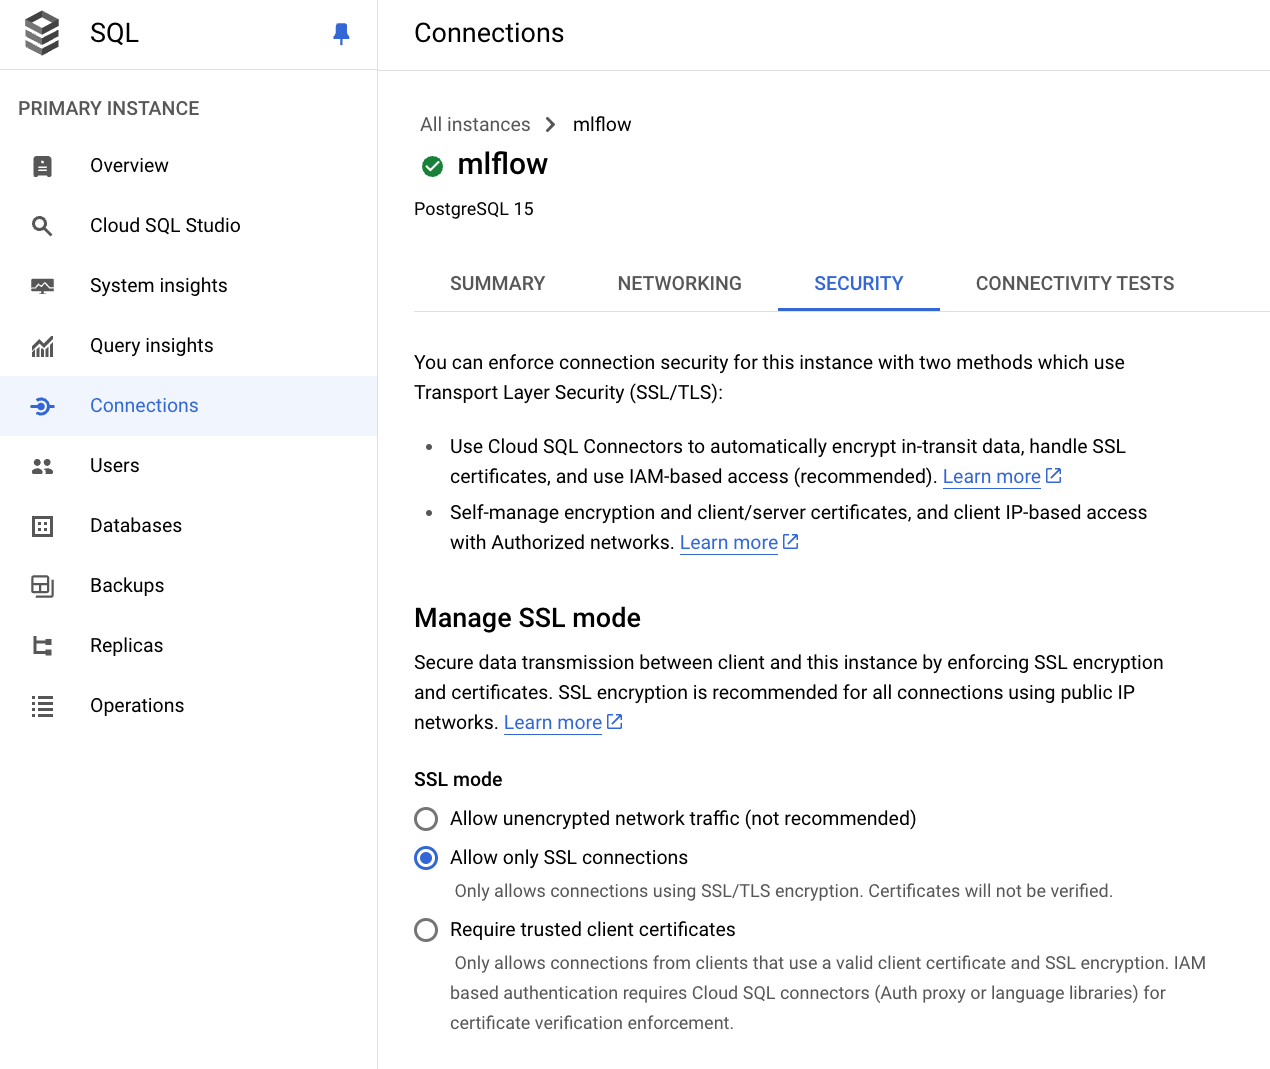 SQL
PRIMARY INSTANCE
Overview
Cloud SQL Studio
System insights
Query insights
Connections
Users
Databases
Backups
Replicas
Operations
Connections
All instances
mlflow
mlflow
PostgreSQL 15
SUMMARY
NETWORKING
SECURITY
CONNECTIVITY TESTS
You can enforce connection security for this instance with two methods which use
Transport Layer Security (SSL/TLS):
• Use Cloud SQL Connectors to automatically encrypt in-transit data, handle SSL
certificates, and use IAM-based access (recommended). Learn more
• Self-manage encryption and client/server certificates, and client IP-based access
with Authorized networks. Learn more
Manage SSL mode
Secure data transmission between client and this instance by enforcing SSL encryption
and certificates. SSL encryption is recommended for all connections using public IP
networks. Learn more
SSL mode
Allow unencrypted network traffic (not recommended)
Allow only SSL connections
Only allows connections using SSL/TLS encryption. Certificates will not be verified.
Require trusted client certificates
Only allows connections from clients that use a valid client certificate and SSL encryption. IAM
based authentication requires Cloud SQL connectors (Auth proxy or language libraries) for
certificate verification enforcement.